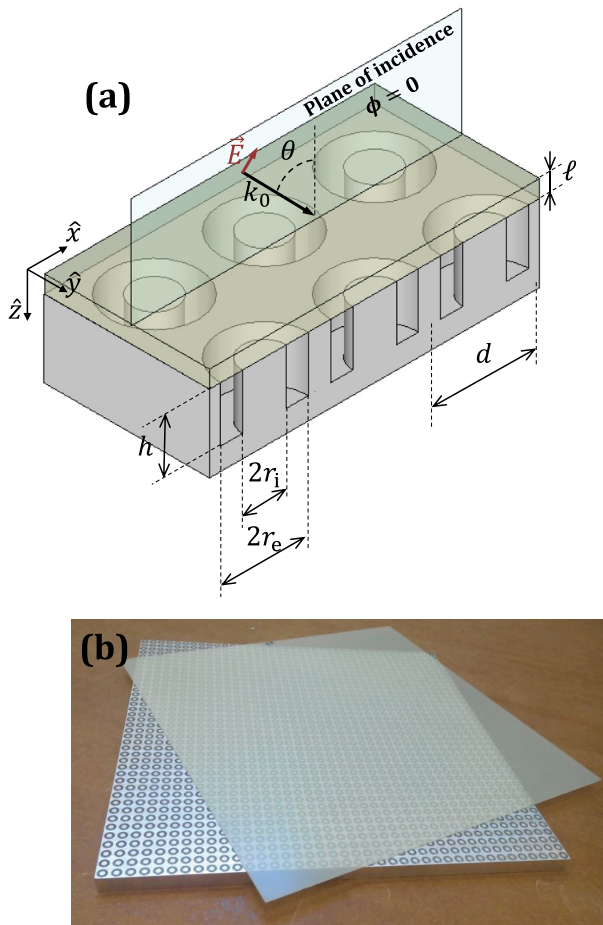 (a)
Plane of incidence
ϕ = 0
E⃗
θ
k₀
ℓ
x̂
ŷ
ẑ
d
h
2rᵢ
2rₑ
(b)